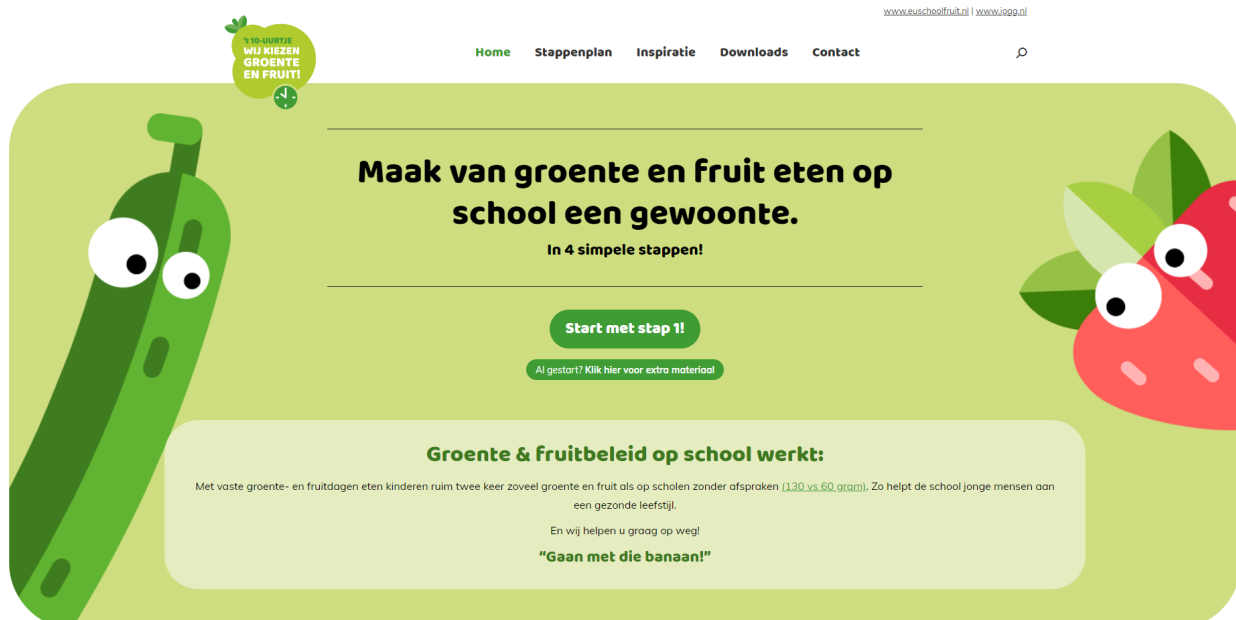 www.euschoolfruit.nl | www.jogg.nl
't 10-UURTJE
WIJ KIEZEN
GROENTE
EN FRUIT!
Home Stappenplan Inspiratie Downloads Contact
Maak van groente en fruit eten op
school een gewoonte.
In 4 simpele stappen!
Start met stap 1!
Al gestart? Klik hier voor extra materiaal
Groente & fruitbeleid op school werkt:
Met vaste groente- en fruitdagen eten kinderen ruim twee keer zoveel groente en fruit als op scholen zonder afspraken (130 vs 60 gram). Zo helpt de school jonge mensen aan
een gezonde leefstijl.
En wij helpen u graag op weg!
“Gaan met die banaan!”